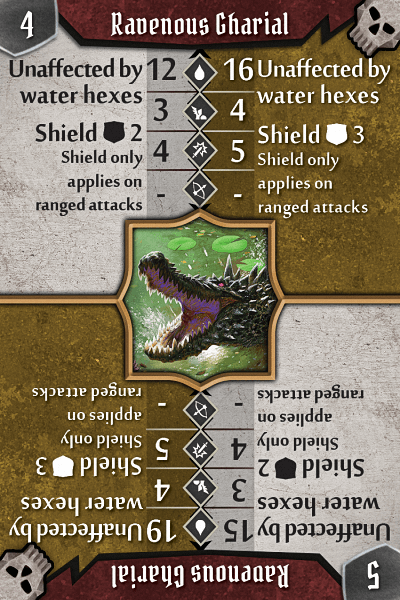 4
Ravenous Gharial
Unaffected by 12 16 Unaffected by
water hexes 3 4 water hexes
Shield 2 Shield 3
Shield only 4 5 Shield only
applies on applies on
ranged attacks - - ranged attacks
5
Ravenous Gharial
Unaffected by 15 19 Unaffected by
water hexes 3 4 water hexes
Shield 2 Shield 3
Shield only 4 5 Shield only
applies on applies on
ranged attacks - - ranged attacks